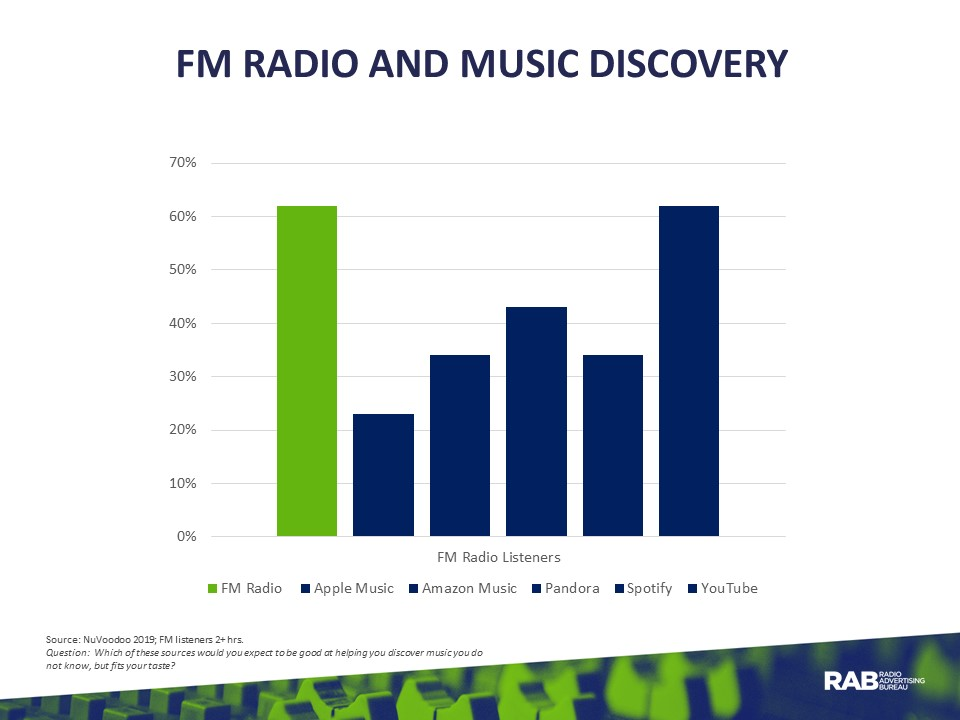 FM RADIO AND MUSIC DISCOVERY
70%
60%
50%
40%
30%
20%
10%
0%
FM Radio Listeners
FM Radio Apple Music Amazon Music Pandora Spotify YouTube
Source: NuVoodoo 2019; FM listeners 2+ hrs.
Question: Which of these sources would you expect to be good at helping you discover music you do
not know, but fits your taste?
RAB RADIO
ADVERTISING
BUREAU